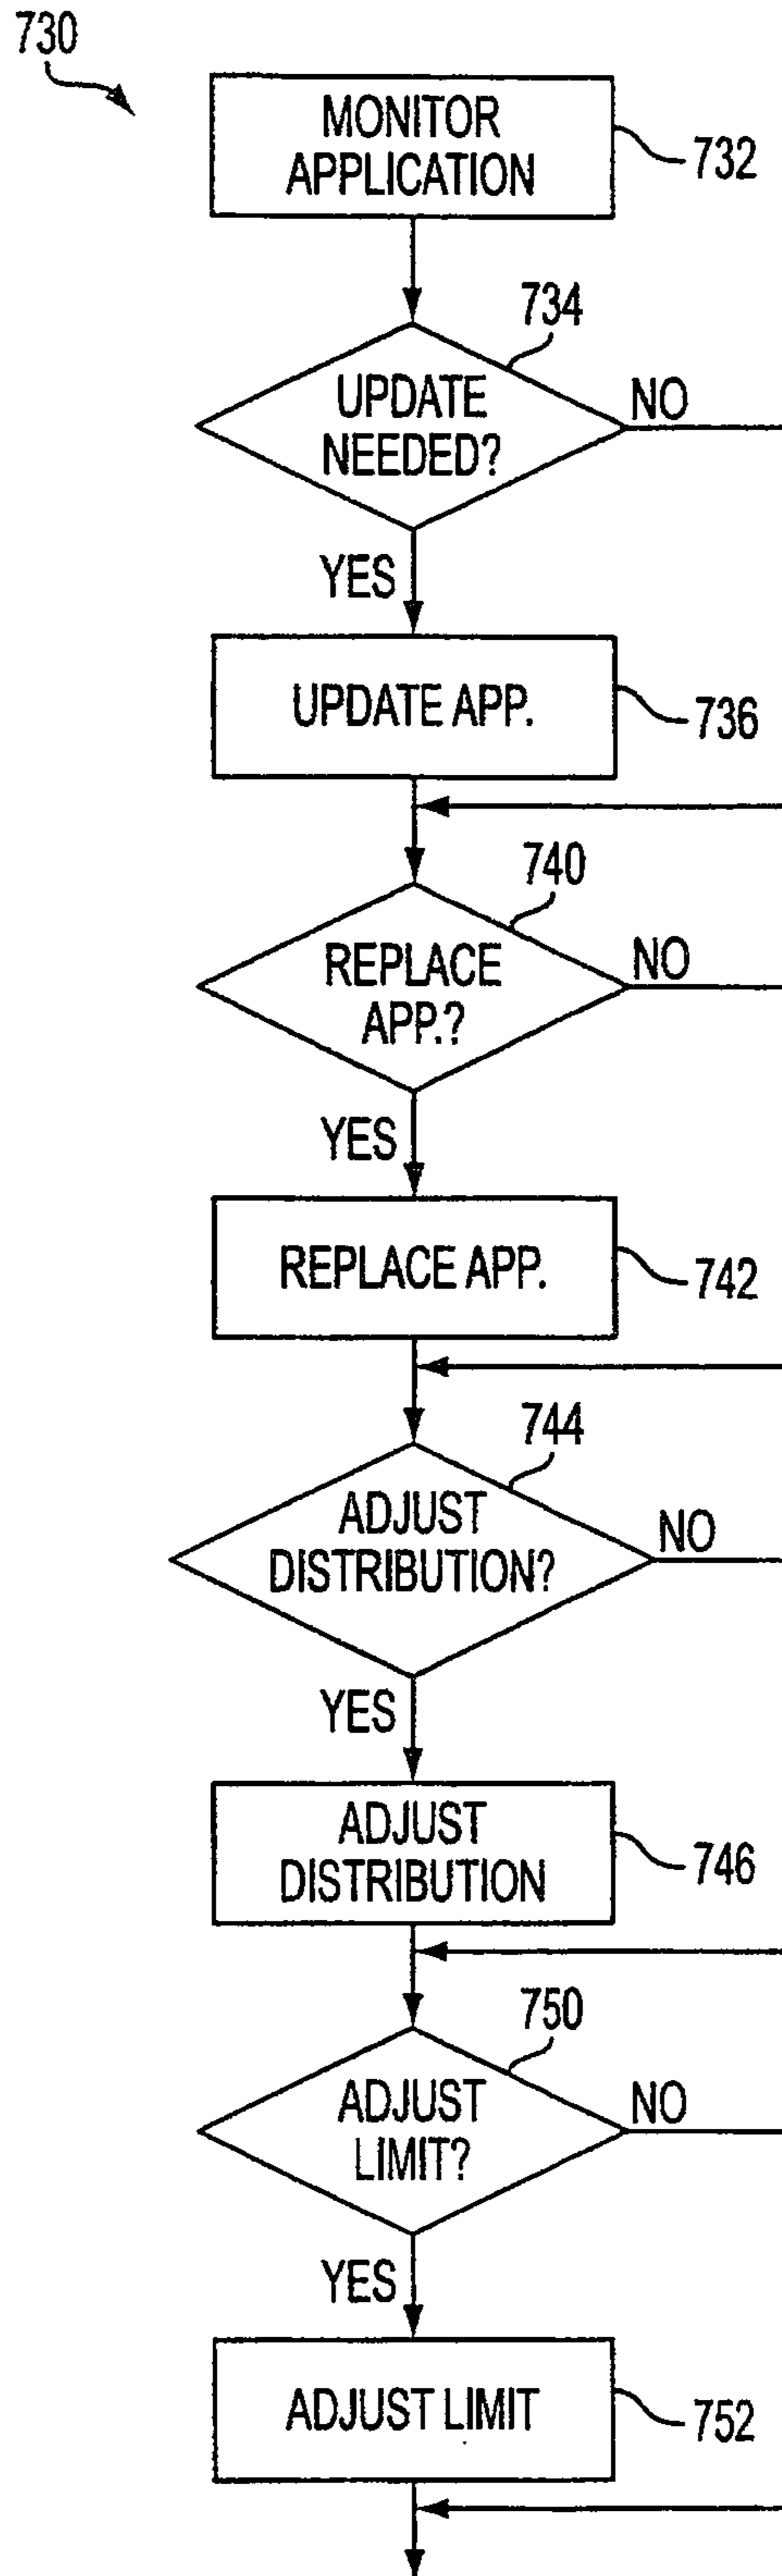 730
MONITOR
APPLICATION
732
734
UPDATE
NEEDED?
NO
YES
UPDATE APP.
736
740
REPLACE
APP.?
NO
YES
REPLACE APP.
742
744
ADJUST
DISTRIBUTION?
NO
YES
ADJUST
DISTRIBUTION
746
750
ADJUST
LIMIT?
NO
YES
ADJUST LIMIT
752